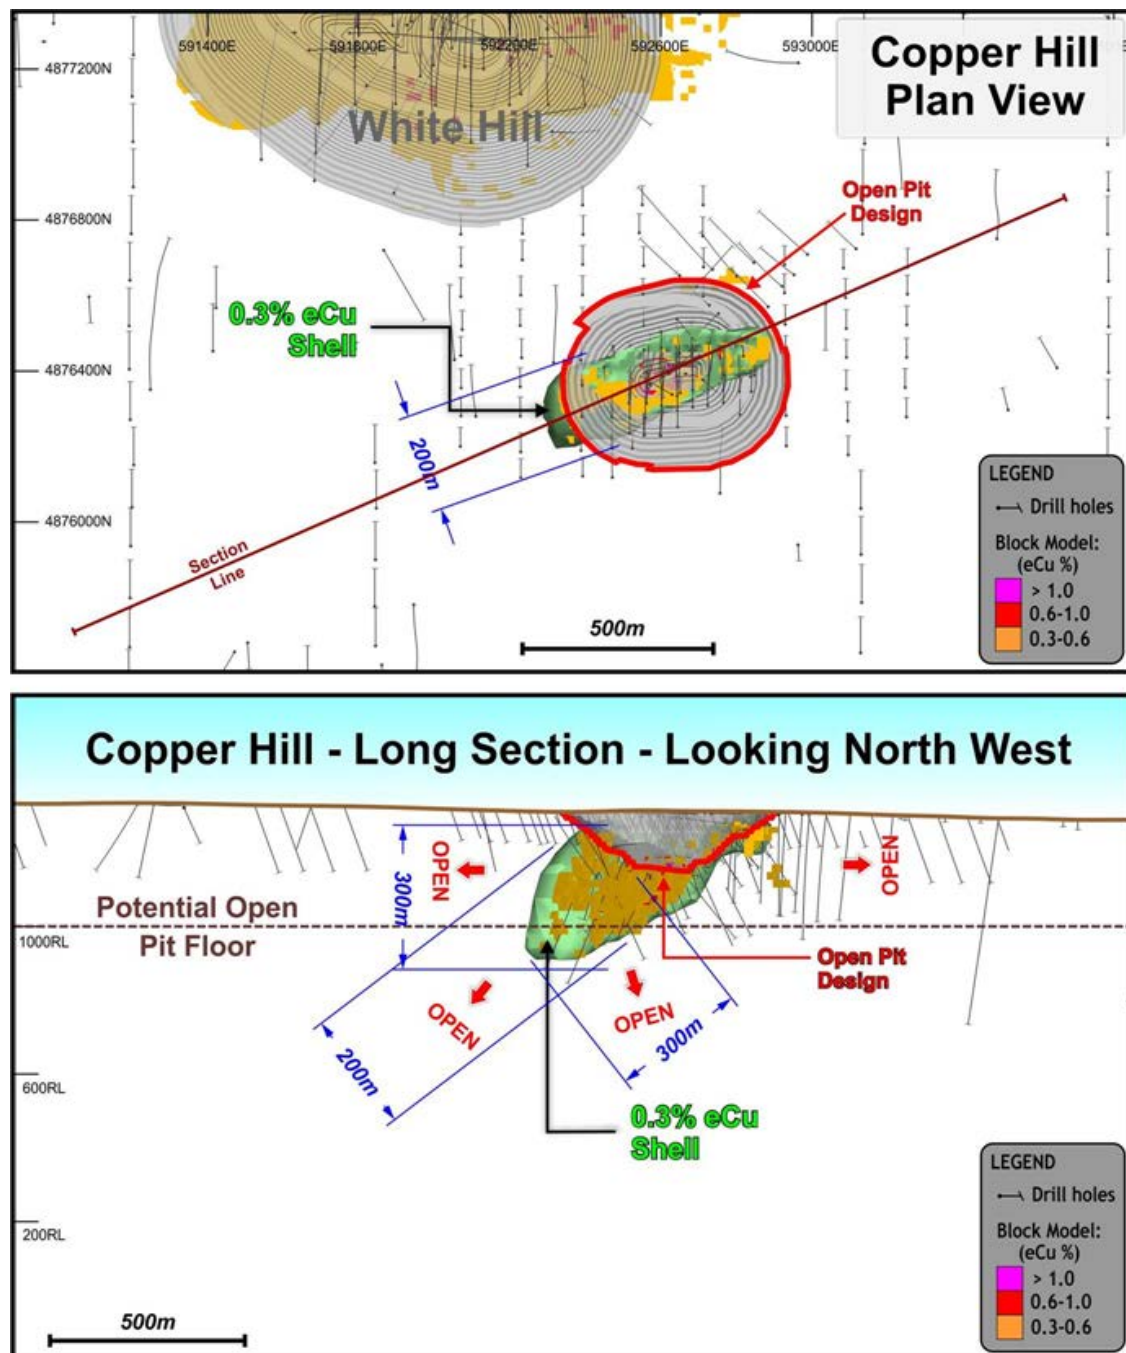 591400E
591800E
592200E
592600E
593000E
Copper Hill
Plan View
4877200N
White Hill
Open Pit
Design
4876800N
0.3% eCu
Shell
4876400N
200m
4876000N
Section
Line
500m
LEGEND
Drill holes
Block Model:
(eCu %)
> 1.0
0.6-1.0
0.3-0.6
Copper Hill - Long Section - Looking North West
OPEN
300m
OPEN
Potential Open
Pit Floor
1000RL
Open Pit
Design
OPEN
OPEN
300m
200m
600RL
0.3% eCu
Shell
200RL
500m
LEGEND
Drill holes
Block Model:
(eCu %)
> 1.0
0.6-1.0
0.3-0.6